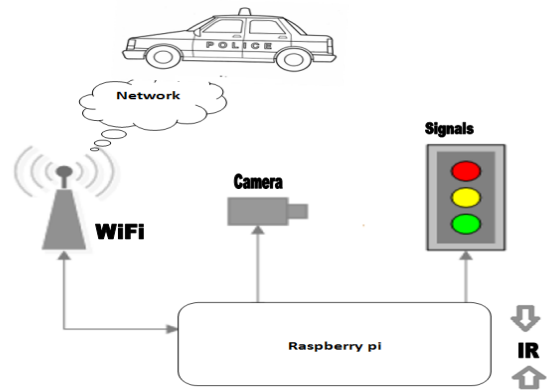 POLICE
Network
Signals
Camera
WiFi
Raspberry pi
IR